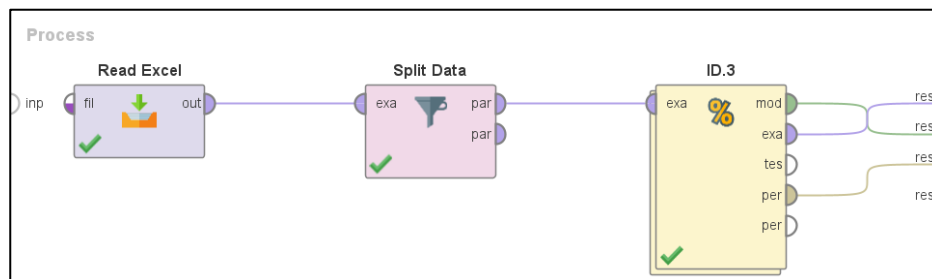 Process
Read Excel
Split Data
ID.3
inp
fil
out
exa
par
par
exa
%
mod
exa
tes
per
per
res
res
res
res